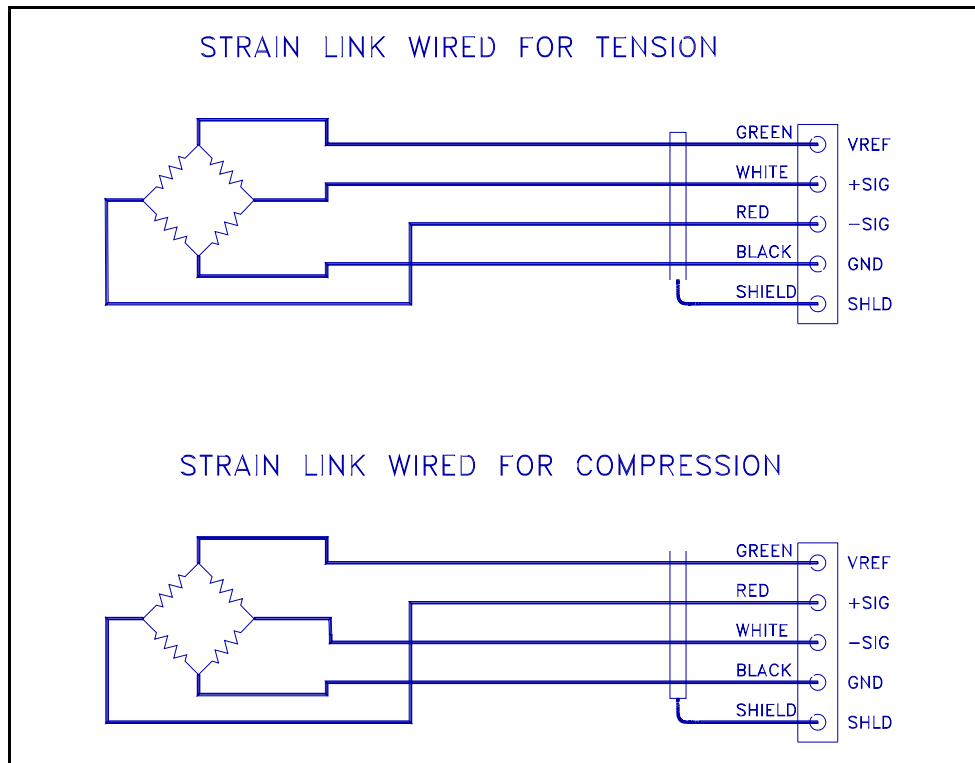 STRAIN LINK WIRED FOR TENSION
GREEN VREF
WHITE +SIG
RED −SIG
BLACK GND
SHIELD SHLD
STRAIN LINK WIRED FOR COMPRESSION
GREEN VREF
RED +SIG
WHITE −SIG
BLACK GND
SHIELD SHLD